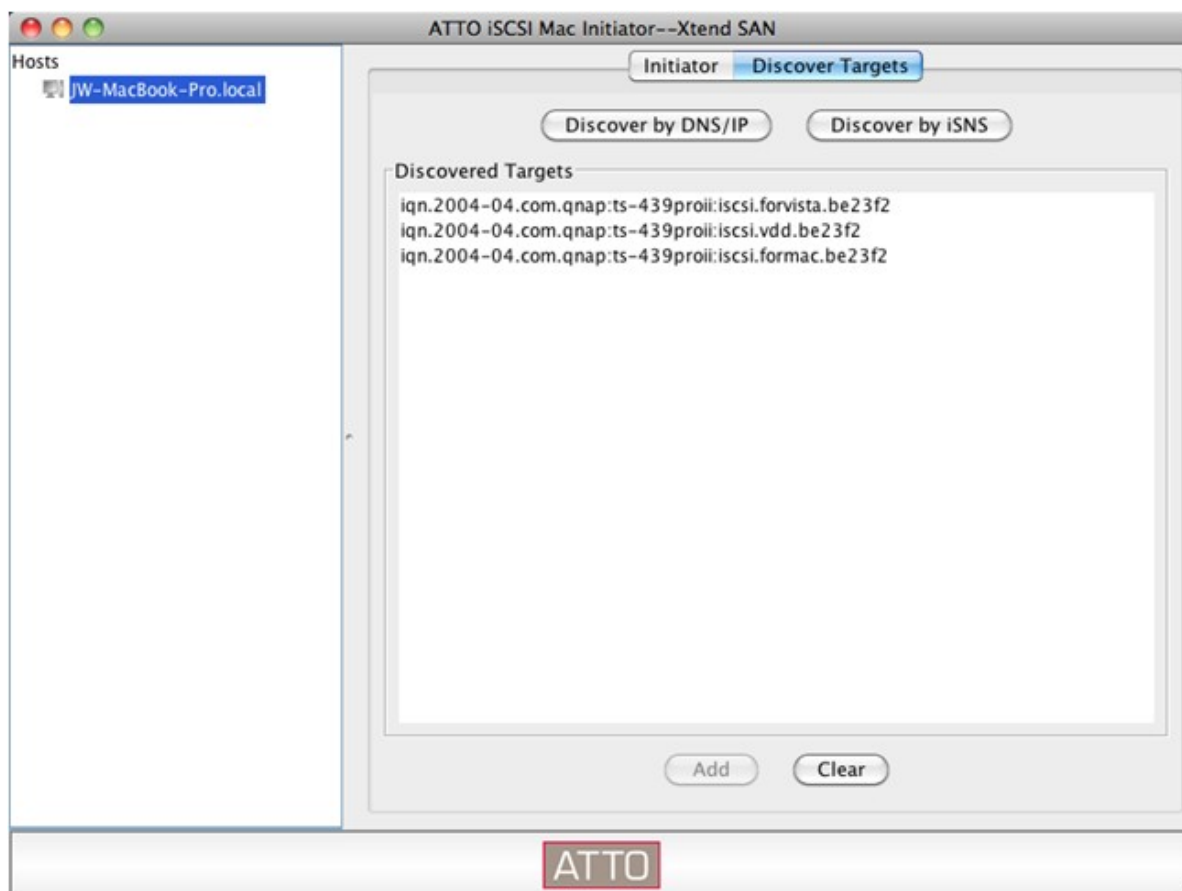 ATTO iSCSI Mac Initiator--Xtend SAN
Hosts
JW-MacBook-Pro.local
Initiator
Discover Targets
Discover by DNS/IP
Discover by iSNS
Discovered Targets
iqn.2004-04.com.qnap:ts-439proii:iscsi.forvista.be23f2
iqn.2004-04.com.qnap:ts-439proii:iscsi.vdd.be23f2
iqn.2004-04.com.qnap:ts-439proii:iscsi.formac.be23f2
Add
Clear
ATTO